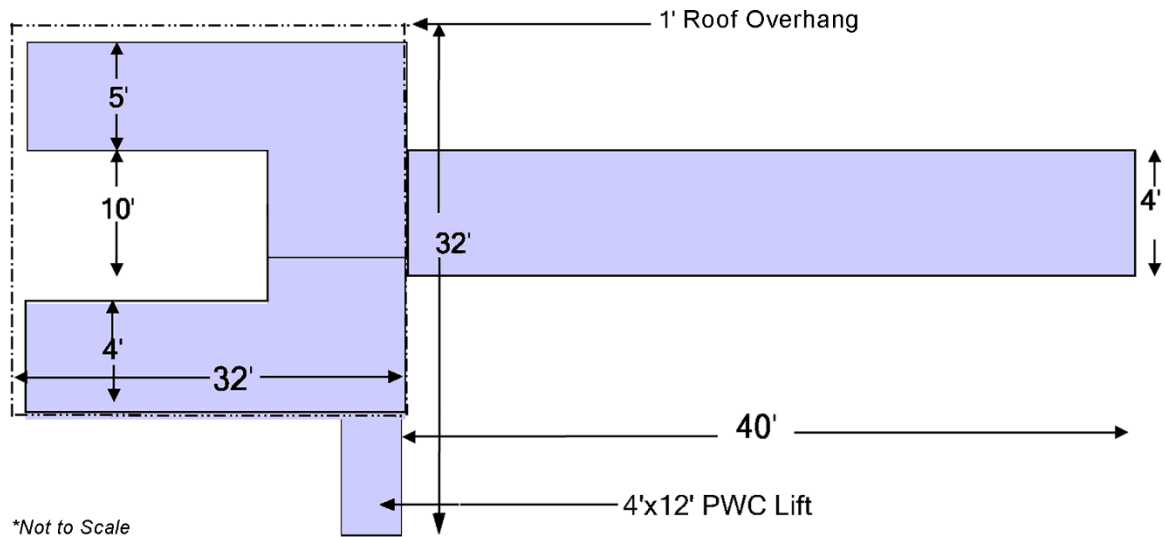 1' Roof Overhang
5'
10'
4'
32'
4'
32'
40'
4'x12' PWC Lift
*Not to Scale